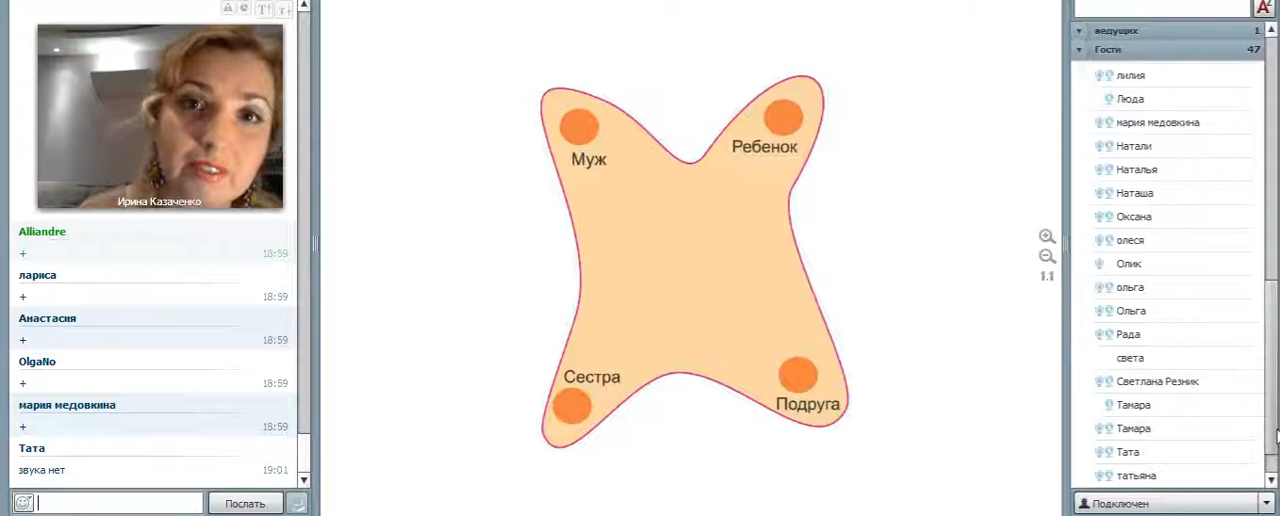 Ирина Казаченко
Alliandre
+
18:59
лариса
+
18:59
Анастасия
+
18:59
OlgaNo
+
18:59
мария медовкина
+
18:59
Тата
звука нет
19:01
Послать
Муж
Ребенок
Сестра
Подруга
1:1
ведущих
1
Гости
47
лилия
Люда
мария медовкина
Натали
Наталья
Наташа
Оксана
олеся
Олик
ольга
Ольга
Рада
света
Светлана Резник
Тамара
Тамара
Тата
татьяна
Подключен